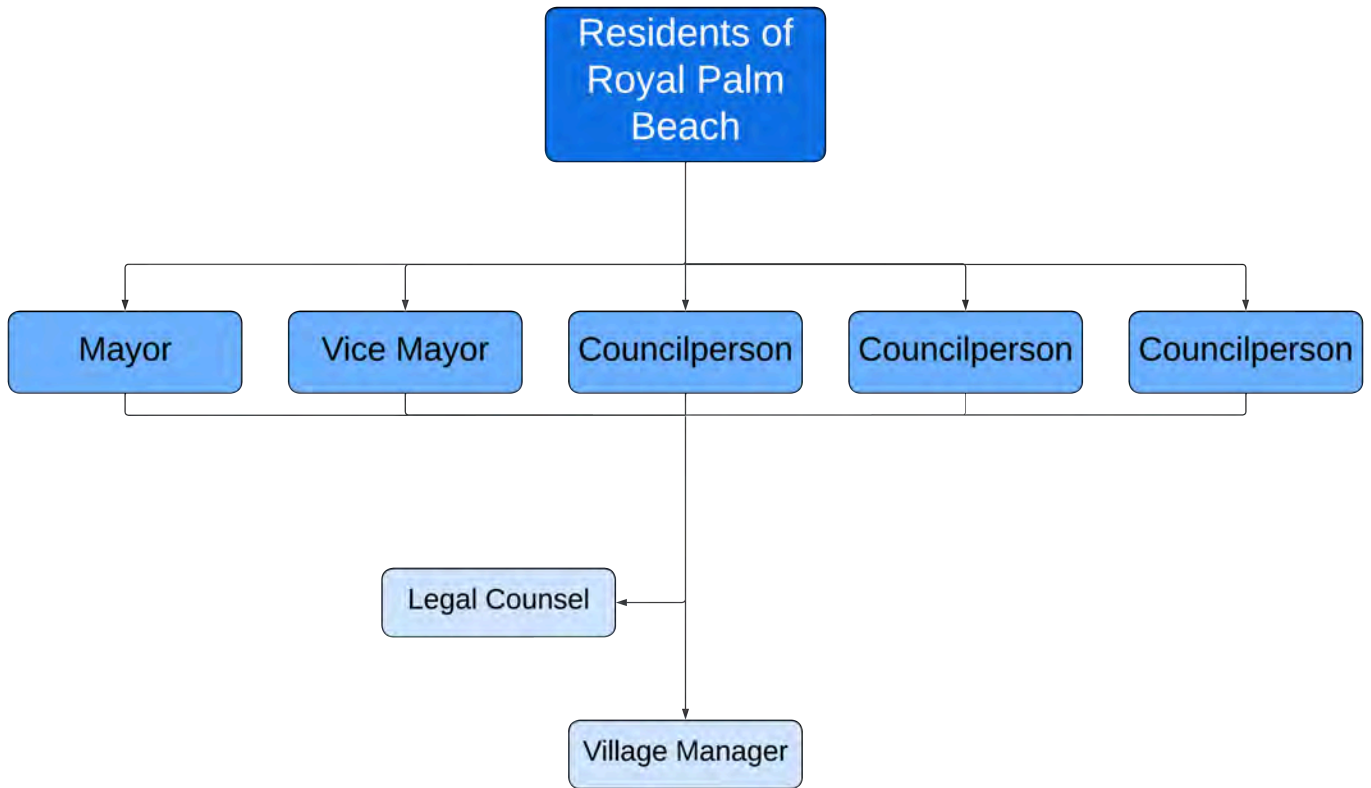 Residents of
Royal Palm
Beach
Mayor
Vice Mayor
Councilperson
Councilperson
Councilperson
Legal Counsel
Village Manager